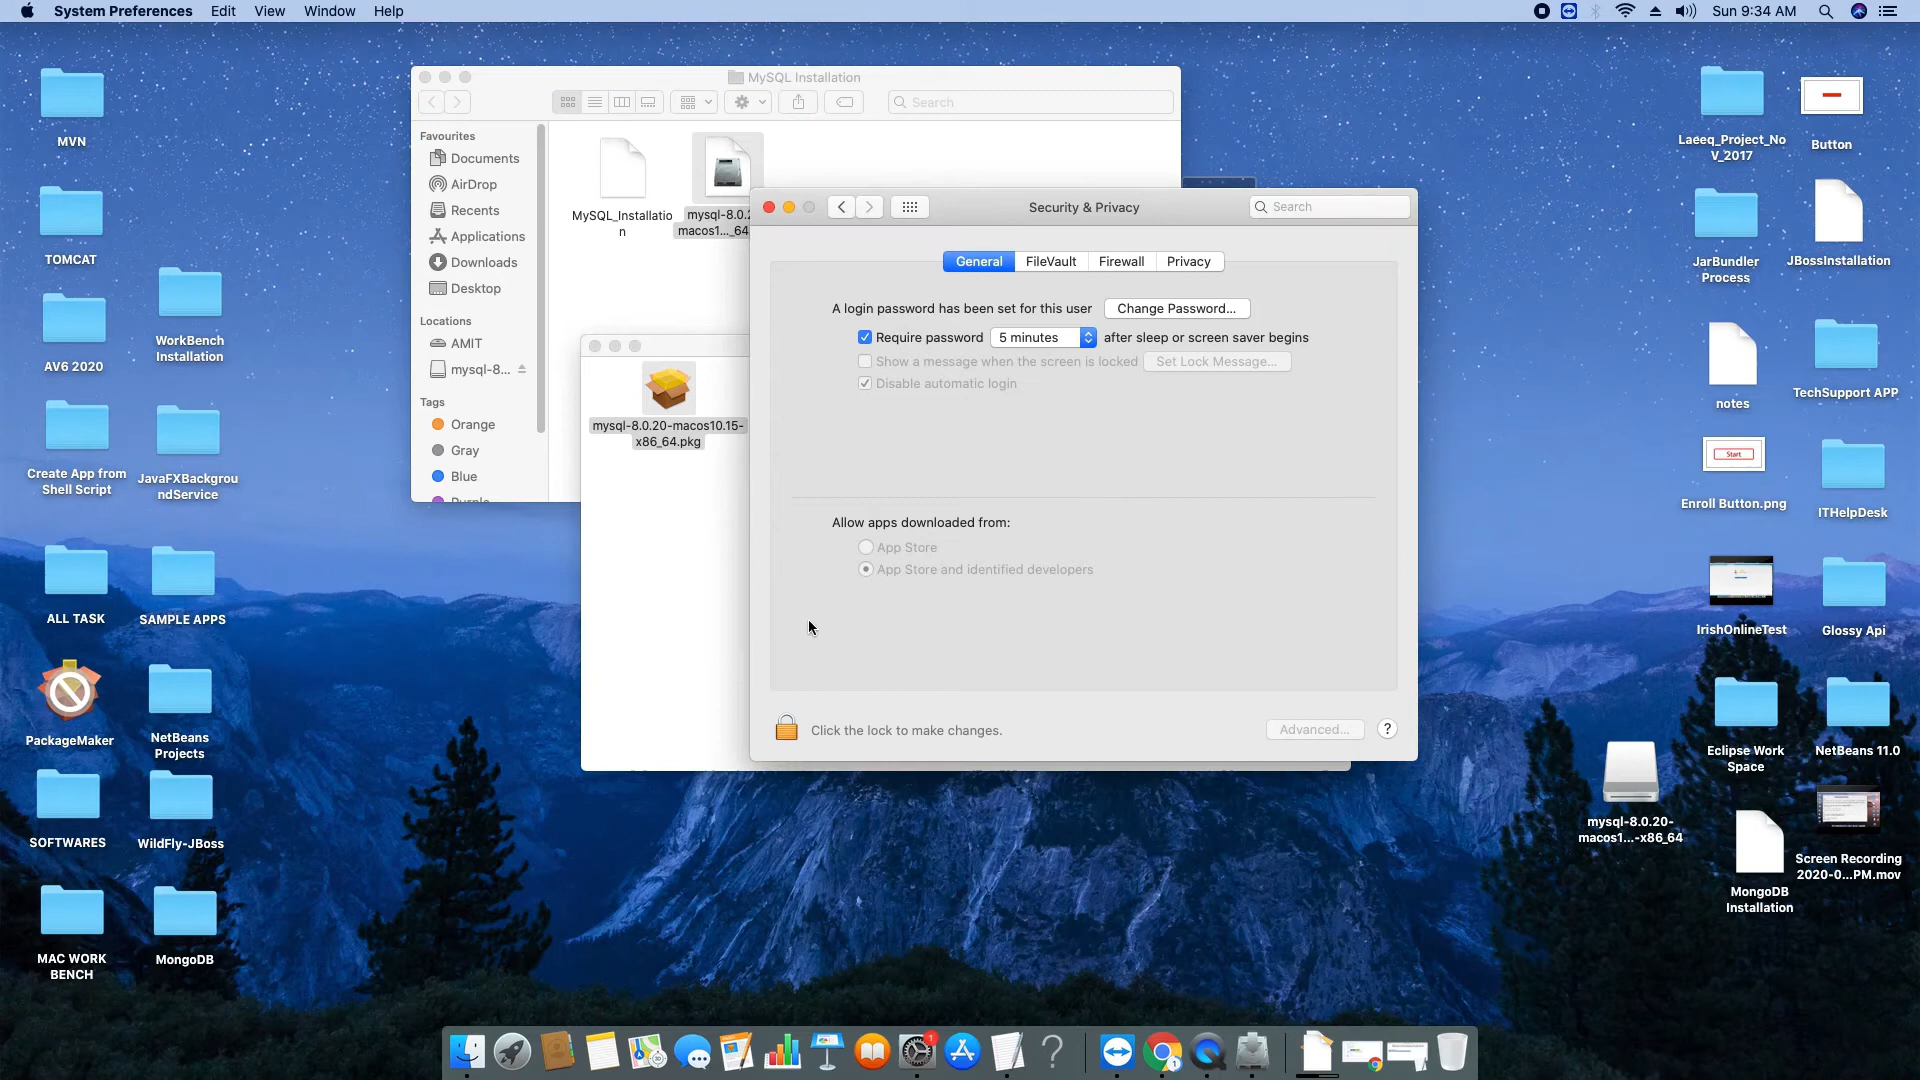 System Preferences Edit View Window Help
Sun 9:34 AM
MVN
TOMCAT
AV6 2020
WorkBench
Installation
Create App from
Shell Script
JavaFXBackgrou
ndService
ALL TASK
SAMPLE APPS
PackageMaker
NetBeans
Projects
SOFTWARES
WildFly-JBoss
MAC WORK
BENCH
MongoDB
MySQL Installation
Search
Favourites
Documents
AirDrop
Recents
Applications
Downloads
Desktop
Locations
AMIT
mysql-8...
Tags
Orange
Gray
Blue
Purple
MySQL_Installatio
n
mysql-8.0.2
macos1..._64
mysql-8.0.20-macos10.15-
x86_64.pkg
Security & Privacy
Search
General FileVault Firewall Privacy
A login password has been set for this user Change Password...
Require password 5 minutes after sleep or screen saver begins
Show a message when the screen is locked Set Lock Message...
Disable automatic login
Allow apps downloaded from:
App Store
App Store and identified developers
Click the lock to make changes.
Advanced... ?
Laeeq_Project_No
V_2017
Button
JarBundler
Process
JBossInstallation
notes
TechSupport APP
Start
Enroll Button.png
ITHelpDesk
IrishOnlineTest
Glossy Api
Eclipse Work
Space
NetBeans 11.0
mysql-8.0.20-
macos1...-x86_64
MongoDB
Installation
Screen Recording
2020-0...PM.mov
1
1